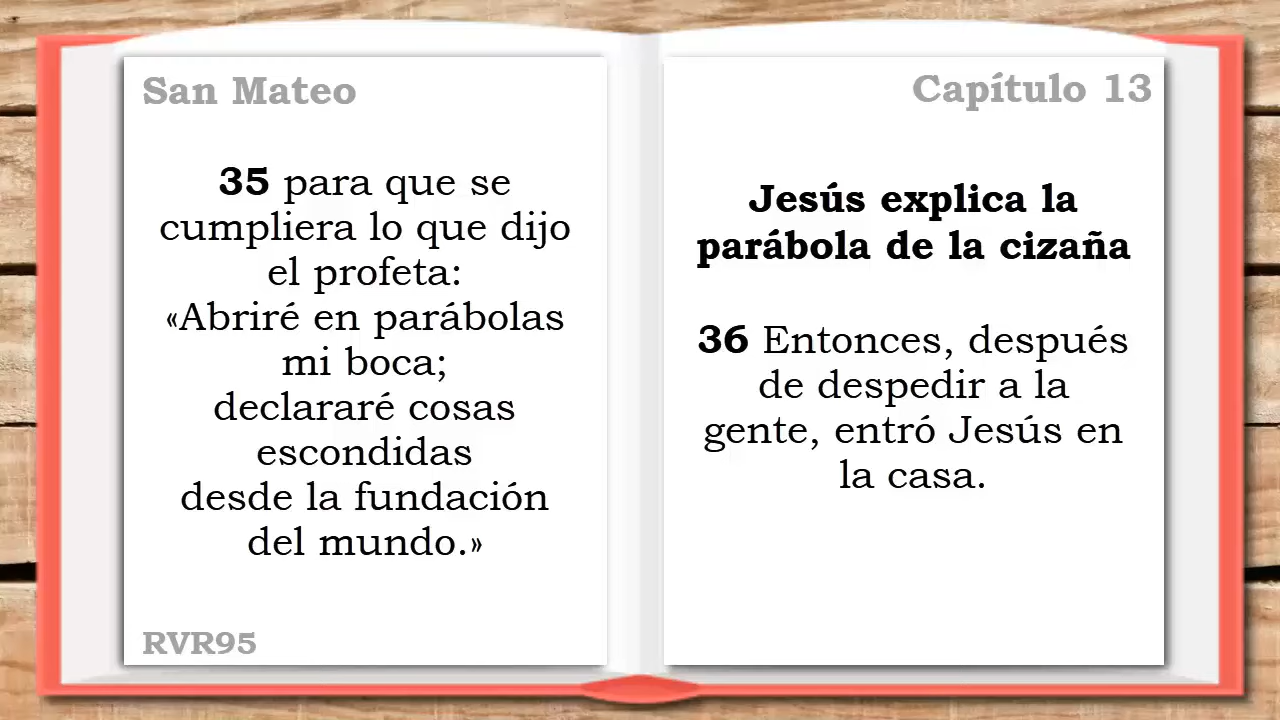 San Mateo
35 para que se
cumpliera lo que dijo
el profeta:
«Abriré en parábolas
mi boca;
declararé cosas
escondidas
desde la fundación
del mundo.»
RVR95
Capítulo 13
Jesús explica la
parábola de la cizaña
36 Entonces, después
de despedir a la
gente, entró Jesús en
la casa.